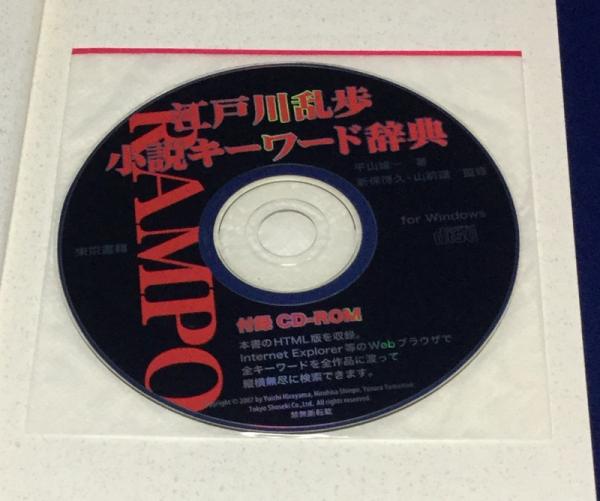 江戸川乱歩
小説キーワード辞典
RAMPO
平山雄一 著
新保博久・山前譲 監修
for Windows
東京書籍
付録 CD-ROM
本書のHTML版を収録。
Internet Explorer等のWebブラウザで
全キーワードを全作品に渡って
縦横無尽に検索できます。
Copyright © 2007 by Yuichi Hirayama, Hirohisa Shinpo, Yuzuru Yamamae
Tokyo Shoseki Co., Ltd. All rights reserved.
禁無断転載